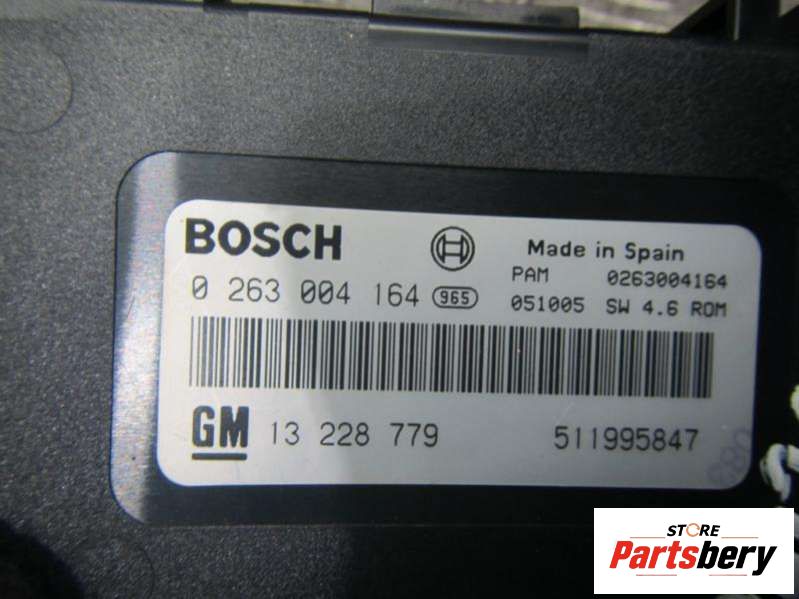 BOSCH
Made in Spain
PAM 0263004164
0 263 004 164 965
051005 SW 4.6 ROM
GM 13 228 779 511995847
STORE
Partsbery